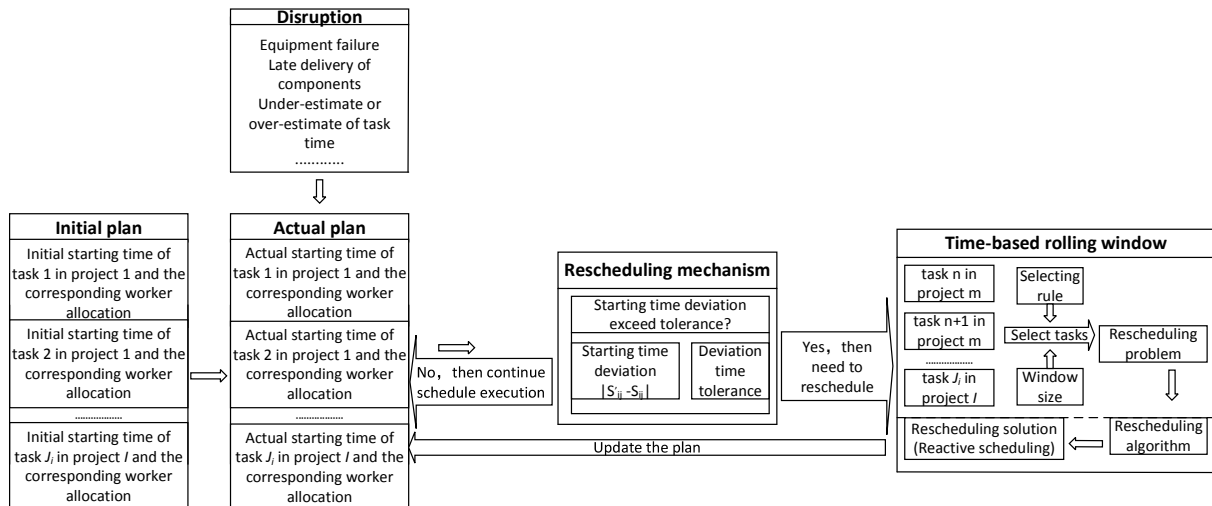 Disruption
Equipment failure
Late delivery of
components
Under-estimate or
over-estimate of task
time
............
Initial plan
Initial starting time of
task 1 in project 1 and the
corresponding worker
allocation
Initial starting time of
task 2 in project 1 and the
corresponding worker
allocation
..................
Initial starting time of
task Ji in project I and the
corresponding worker
allocation
Actual plan
Actual starting time of
task 1 in project 1 and the
corresponding worker
allocation
Actual starting time of
task 2 in project 1 and the
corresponding worker
allocation
..................
Actual starting time of
task Ji in project I and the
corresponding worker
allocation
No, then continue
schedule execution
Rescheduling mechanism
Starting time deviation
exceed tolerance?
Starting time
deviation
|S'ij -Sij|
Deviation
time
tolerance
Yes, then
need to
reschedule
Update the plan
Time-based rolling window
task n in
project m
task n+1 in
project m
..................
task Ji in
project I
Selecting
rule
Select tasks
Window
size
Rescheduling
problem
Rescheduling
algorithm
Rescheduling solution
(Reactive scheduling)